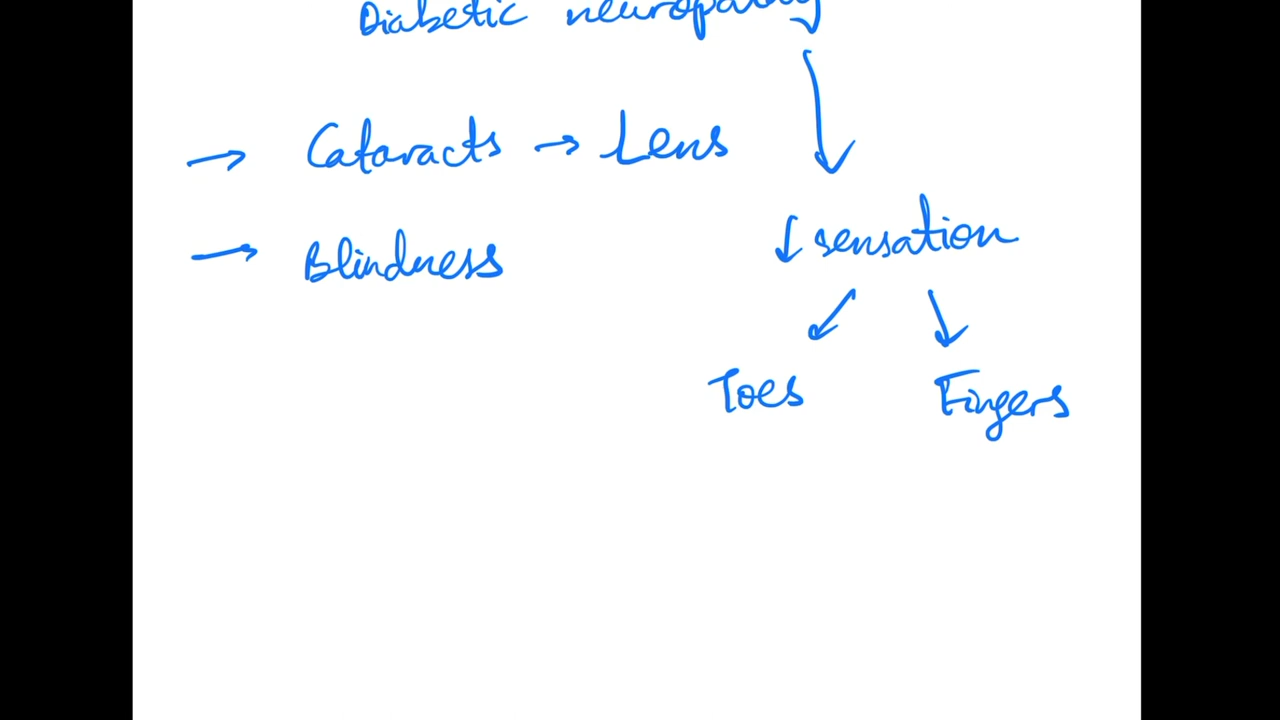 Diabetic neuropathy
→ Cataracts → Lens
↓ sensation
→ Blindness
Toes
Fingers